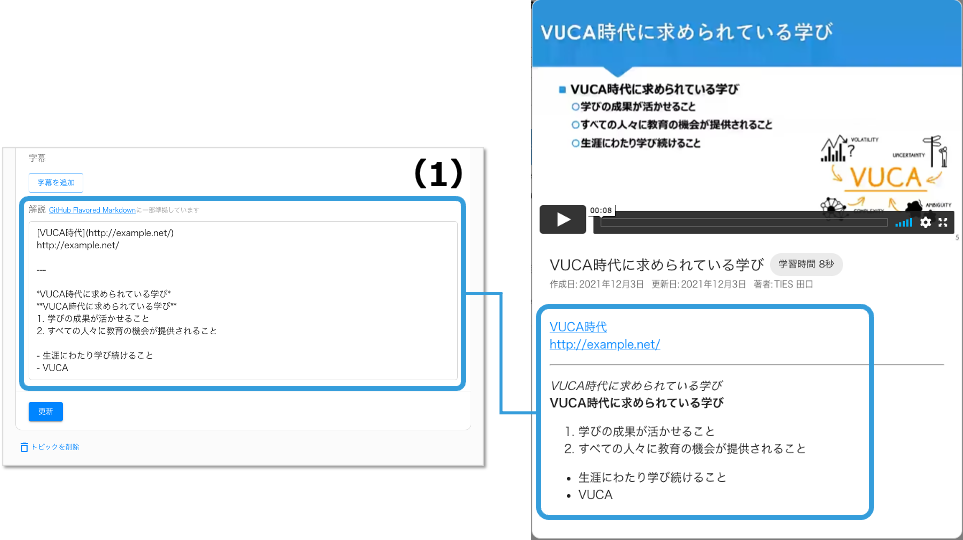 字幕
字幕を追加
(1)
解説 GitHub Flavored Markdownに一部準拠しています
[VUCA時代](http://example.net/)
http://example.net/
---
*VUCA時代に求められている学び*
**VUCA時代に求められている学び**
1. 学びの成果が活かせること
2. すべての人々に教育の機会が提供されること
- 生涯にわたり学び続けること
- VUCA
更新
トピックを削除
VUCA時代に求められている学び
■ VUCA時代に求められている学び
○学びの成果が活かせること
○すべての人々に教育の機会が提供されること
○生涯にわたり学び続けること
VOLATILITY
?
UNCERTAINTY
VUCA
AMBIGUITY
00:08
5
VUCA時代に求められている学び 学習時間 8秒
作成日: 2021年12月3日 更新日: 2021年12月3日 著者: TIES 田口
VUCA時代
http://example.net/
VUCA時代に求められている学び
VUCA時代に求められている学び
1. 学びの成果が活かせること
2. すべての人々に教育の機会が提供されること
• 生涯にわたり学び続けること
• VUCA